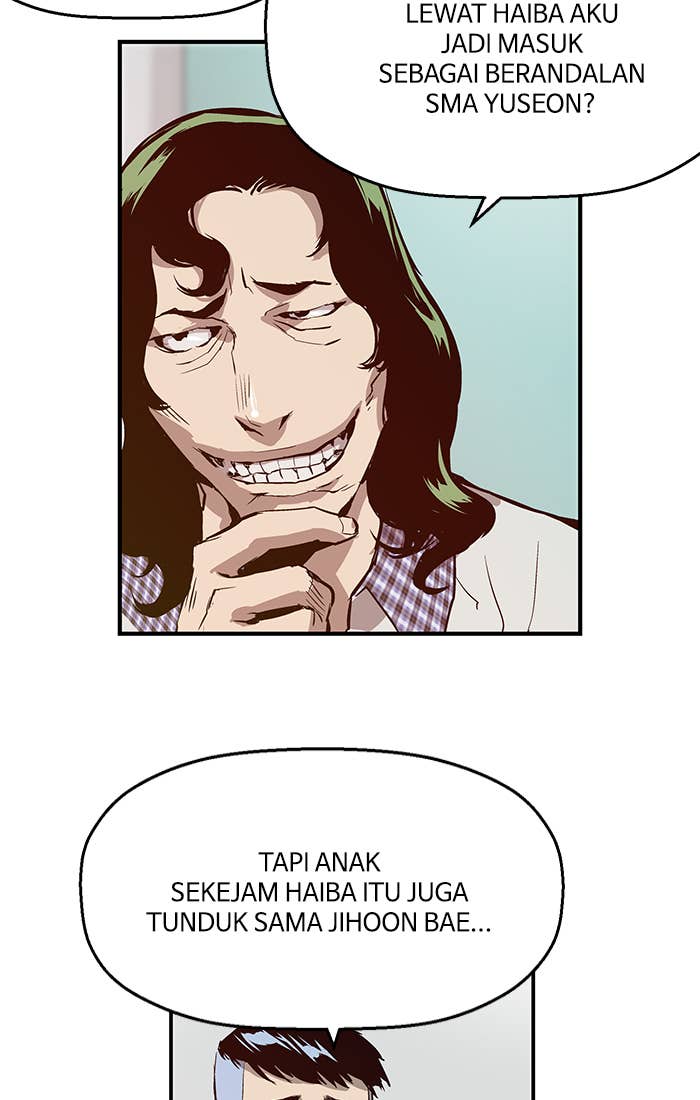 LEWAT HAIBA AKU
JADI MASUK
SEBAGAI BERANDALAN
SMA YUSEON?
TAPI ANAK
SEKEJAM HAIBA ITU JUGA
TUNDUK SAMA JIHOON BAE...